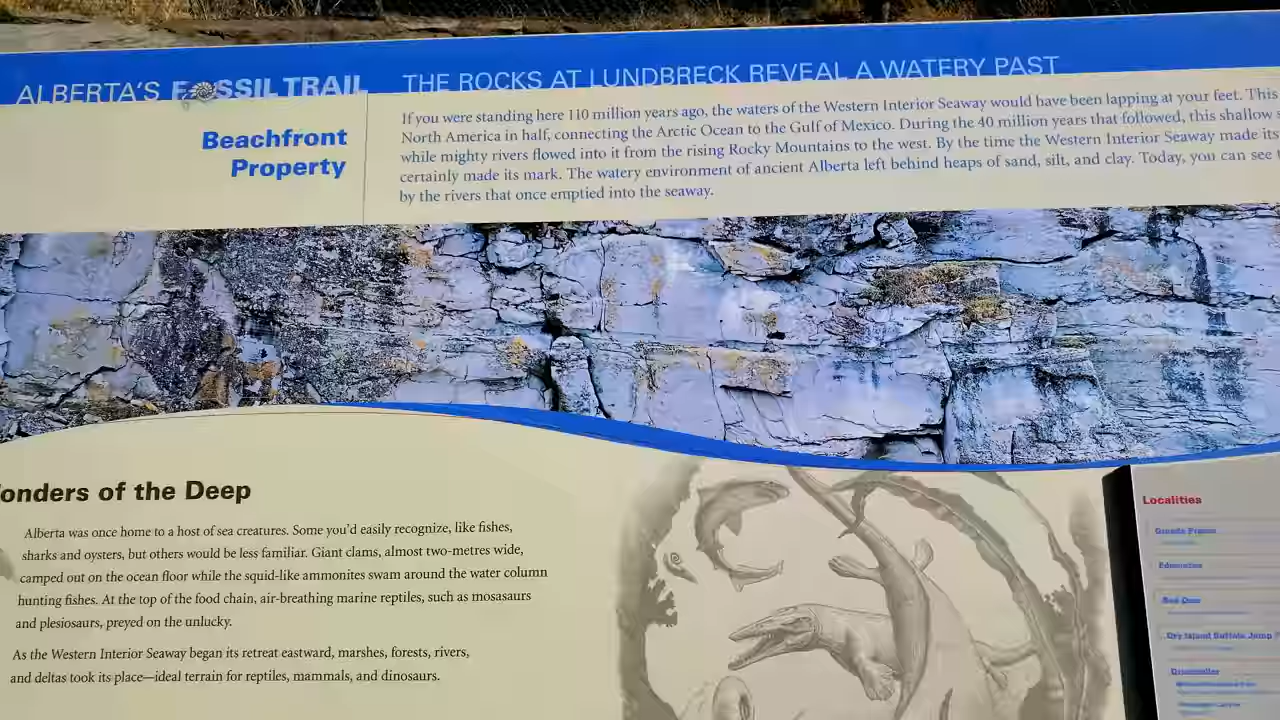 ALBERTA'S FOSSIL TRAIL
THE ROCKS AT LUNDBRECK REVEAL A WATERY PAST
Beachfront
Property
If you were standing here 110 million years ago, the waters of the Western Interior Seaway would have been lapping at your feet. This
North America in half, connecting the Arctic Ocean to the Gulf of Mexico. During the 40 million years that followed, this shallow
while mighty rivers flowed into it from the rising Rocky Mountains to the west. By the time the Western Interior Seaway made its
certainly made its mark. The watery environment of ancient Alberta left behind heaps of sand, silt, and clay. Today, you can see
by the rivers that once emptied into the seaway.
onders of the Deep
Alberta was once home to a host of sea creatures. Some you'd easily recognize, like fishes,
sharks and oysters, but others would be less familiar. Giant clams, almost two-metres wide,
camped out on the ocean floor while the squid-like ammonites swam around the water column
hunting fishes. At the top of the food chain, air-breathing marine reptiles, such as mosasaurs
and plesiosaurs, preyed on the unlucky.
As the Western Interior Seaway began its retreat eastward, marshes, forests, rivers,
and deltas took its place—ideal terrain for reptiles, mammals, and dinosaurs.
Localities
Grande Prairie
Edmonton
Red Deer
Dry Island Buffalo Jump
Drumheller